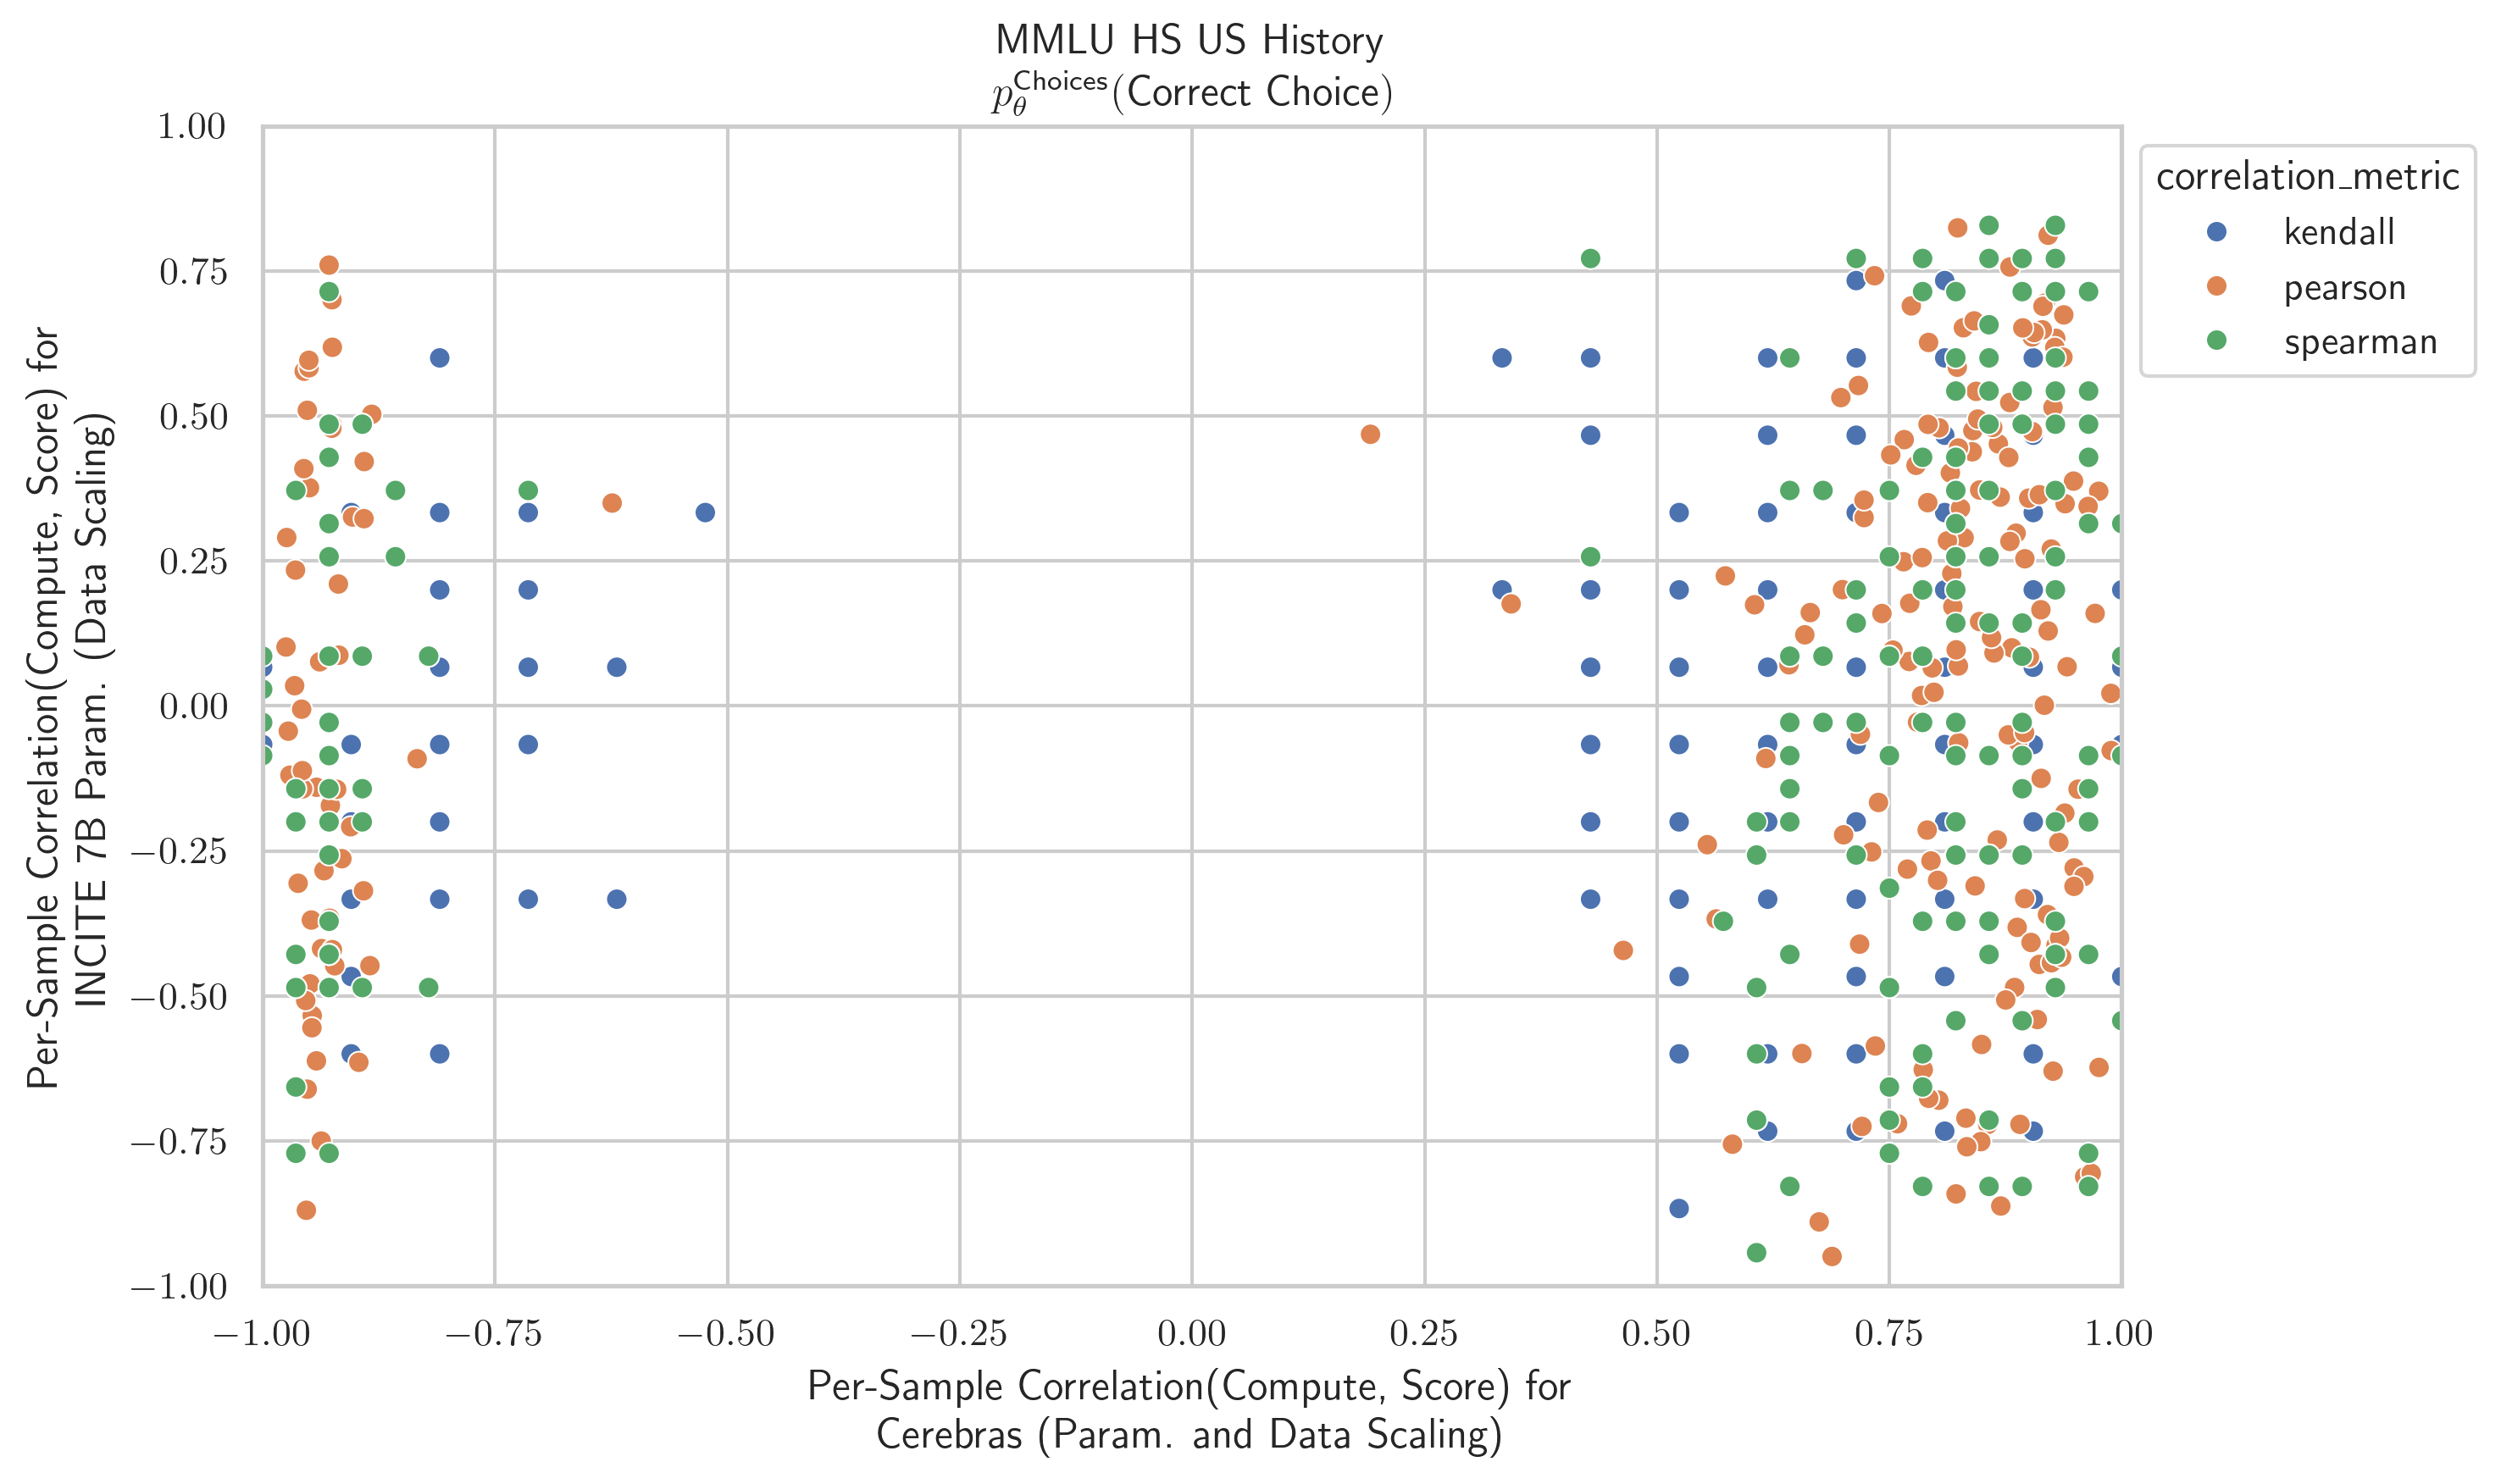 MMLU HS US History
p_θ^Choices(Correct Choice)
1.00
0.75
0.50
0.25
0.00
−0.25
−0.50
−0.75
−1.00
Per-Sample Correlation(Compute, Score) for
INCITE 7B Param. (Data Scaling)
−1.00 −0.75 −0.50 −0.25 0.00 0.25 0.50 0.75 1.00
Per-Sample Correlation(Compute, Score) for
Cerebras (Param. and Data Scaling)
correlation_metric
kendall
pearson
spearman